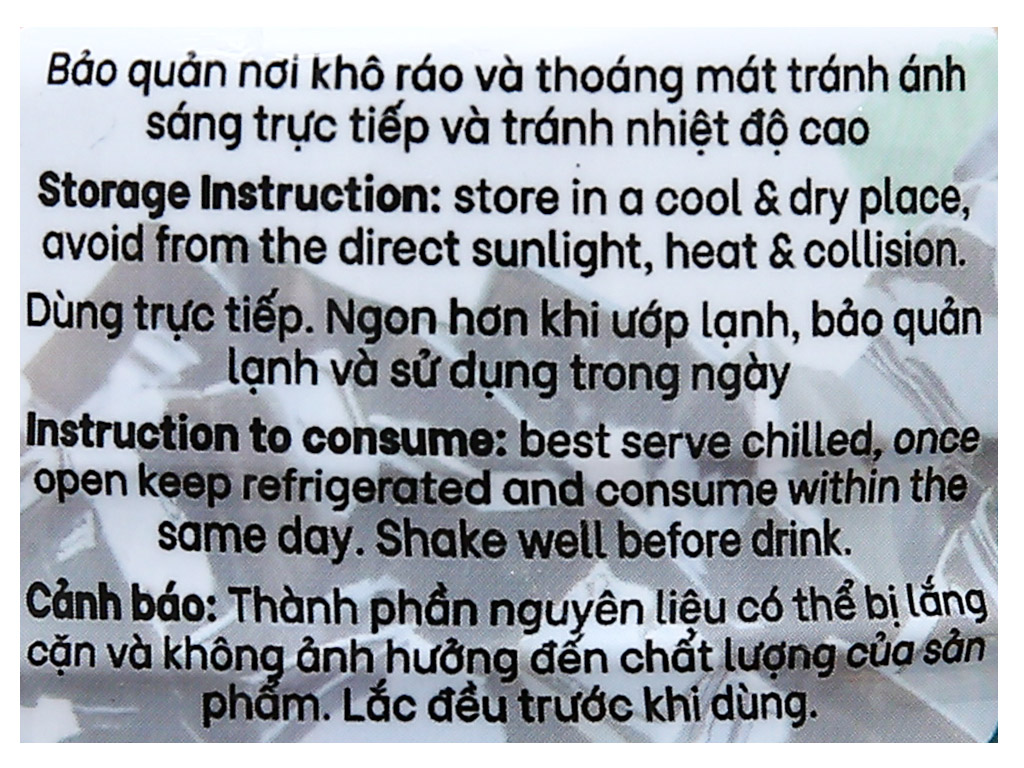 Bảo quản nơi khô ráo và thoáng mát tránh ánh
sáng trực tiếp và tránh nhiệt độ cao
Storage Instruction: store in a cool & dry place,
avoid from the direct sunlight, heat & collision.
Dùng trực tiếp. Ngon hơn khi ướp lạnh, bảo quản
lạnh và sử dụng trong ngày
Instruction to consume: best serve chilled, once
open keep refrigerated and consume within the
same day. Shake well before drink.
Cảnh báo: Thành phần nguyên liệu có thể bị lắng
cặn và không ảnh hưởng đến chất lượng của sản
phẩm. Lắc đều trước khi dùng.